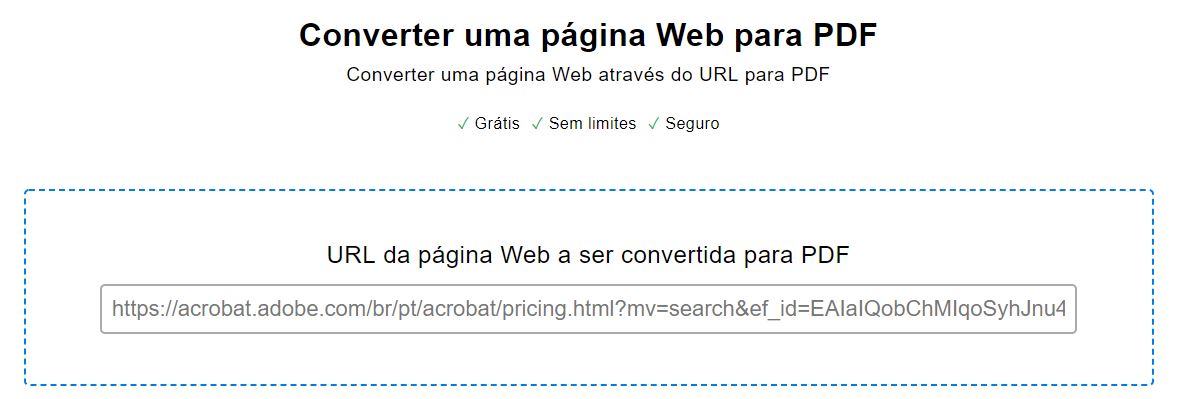 Converter uma página Web para PDF
Converter uma página Web através do URL para PDF
✓ Grátis ✓ Sem limites ✓ Seguro
URL da página Web a ser convertida para PDF
https://acrobat.adobe.com/br/pt/acrobat/pricing.html?mv=search&ef_id=EAIaIQobChMIqoSyhJnu4